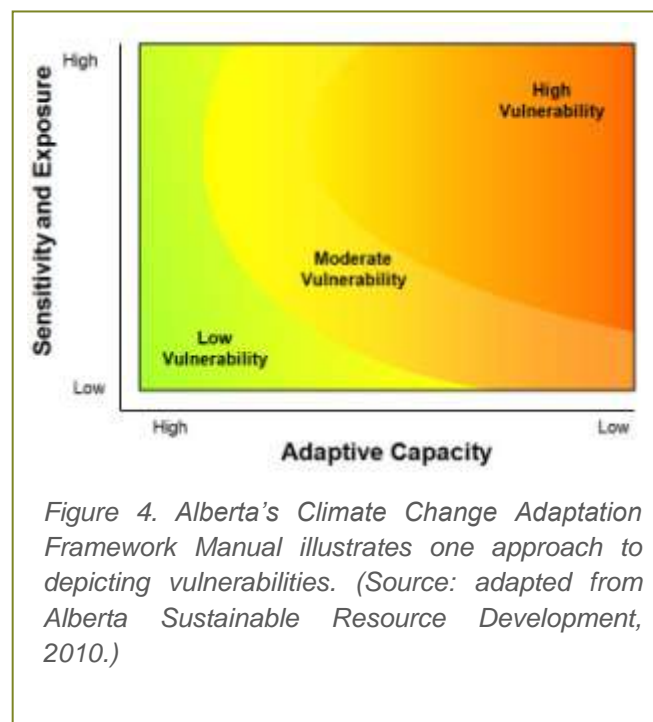 High
High
Vulnerability
Sensitivity and Exposure
Moderate
Vulnerability
Low
Vulnerability
Low
High
Low
Adaptive Capacity
Figure 4. Alberta's Climate Change Adaptation
Framework Manual illustrates one approach to
depicting vulnerabilities. (Source: adapted from
Alberta Sustainable Resource Development,
2010.)